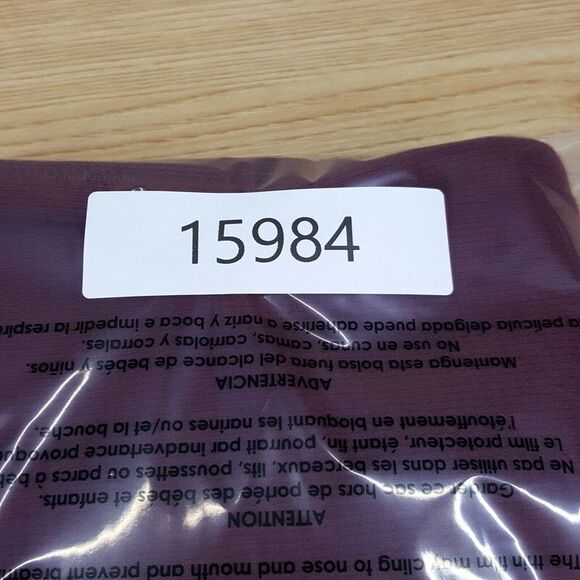 15984
The thin film may cling to nose and mouth and prevent
ATTENTION
Garder ce sac hors de portée des bébés et enfants.
Ne pas utiliser dans les berceaux, lits, poussettes ou parcs à
Le film protecteur, étant fin, pourrait par inadvertance
l'étouffement en bloquant les narines ou/et la bouche.
ADVERTENCIA
Mantenga esta bolsa fuera del alcance de bebés y niños.
No use en cunas, camas, carriolas y corrales.
película delgada puede adherirse a nariz y boca e impedir la